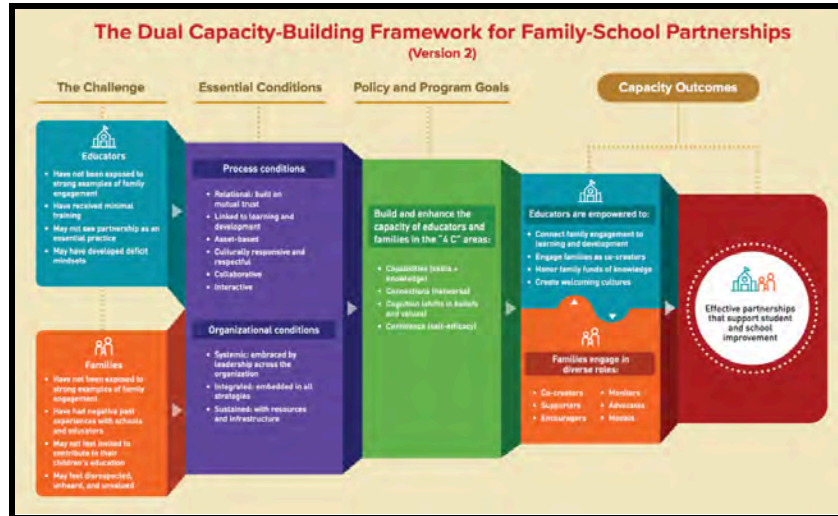 The Dual Capacity-Building Framework for Family-School Partnerships
(Version 2)
The Challenge
Essential Conditions
Policy and Program Goals
Capacity Outcomes
Educators
• Have not been exposed to
strong examples of family
engagement
• Have received minimal
training
• May not see partnership as an
essential practice
• May have developed deficit
mindsets
Families
• Have not been exposed to
strong examples of family
engagement
• Have had negative past
experiences with schools and
educators
• May not feel invited to
contribute to their
children's education
• May feel disrespected,
unheard, and unvalued
Process conditions
• Relational: built on
mutual trust
• Linked to learning and
development
• Asset-based
• Culturally responsive and
respectful
• Collaborative
• Interactive
Organizational conditions
• Systemic: embraced by
leadership across the
organization
• Integrated: embedded in all
strategies
• Sustained: with resources
and infrastructure
Build and enhance the
capacity of educators and
families in the "4 C" areas:
• Capabilities (skills +
knowledge)
• Connections (networks)
• Cognition (shifts in beliefs
and values)
• Confidence (self-efficacy)
Educators are empowered to:
• Connect family engagement to
learning and development
• Engage families as co-creators
• Honor family funds of knowledge
• Create welcoming cultures
Families engage in
diverse roles:
• Co-creators
• Supporters
• Encouragers
• Monitors
• Advocates
• Models
Effective partnerships
that support student
and school
improvement